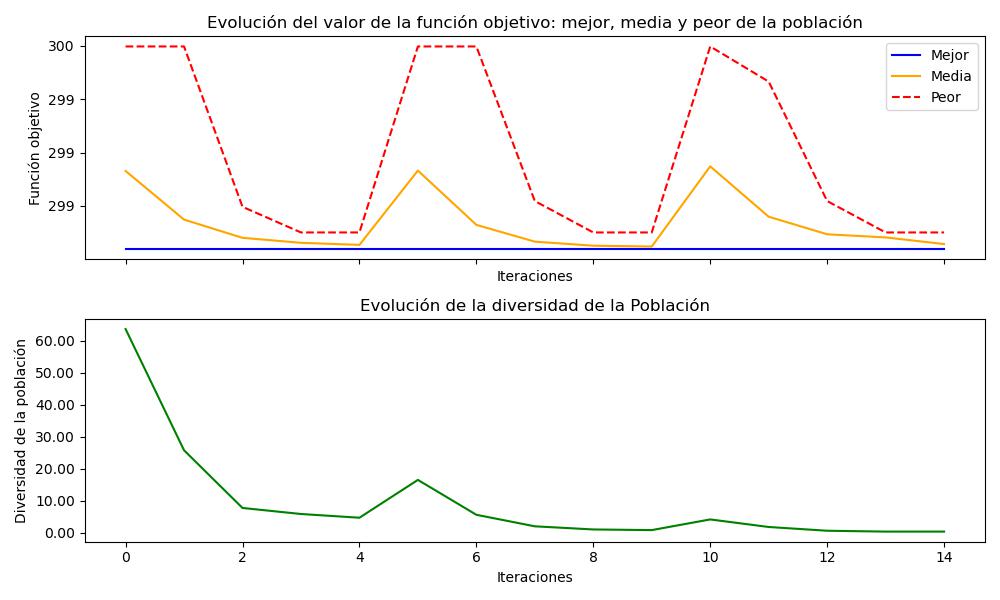 Evolución del valor de la función objetivo: mejor, media y peor de la población
300
299
299
299
Función objetivo
Mejor
Media
Peor
Iteraciones
Evolución de la diversidad de la Población
60.00
50.00
40.00
30.00
20.00
10.00
0.00
Diversidad de la población
0 2 4 6 8 10 12 14
Iteraciones